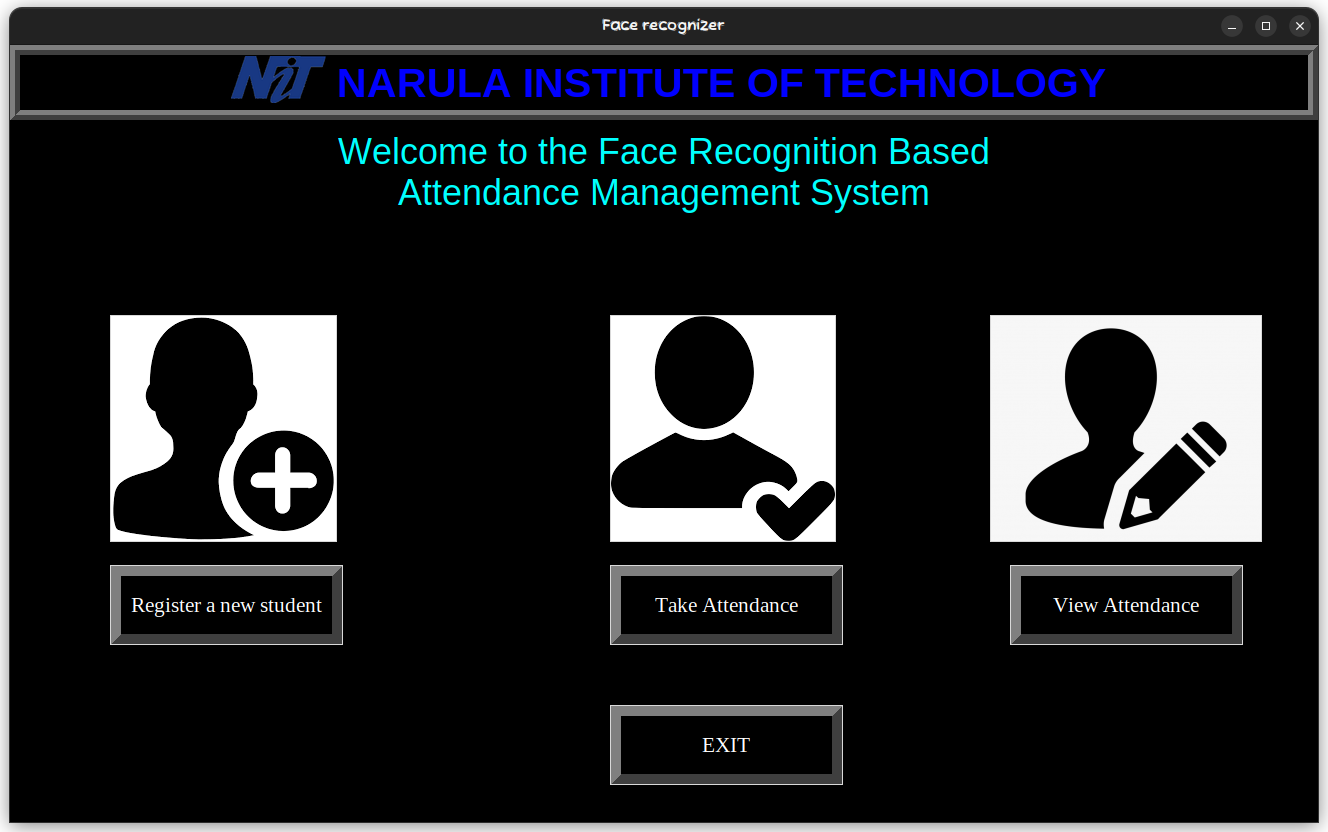 Face recognizer
NiT NARULA INSTITUTE OF TECHNOLOGY
Welcome to the Face Recognition Based
Attendance Management System
Register a new student
Take Attendance
View Attendance
EXIT